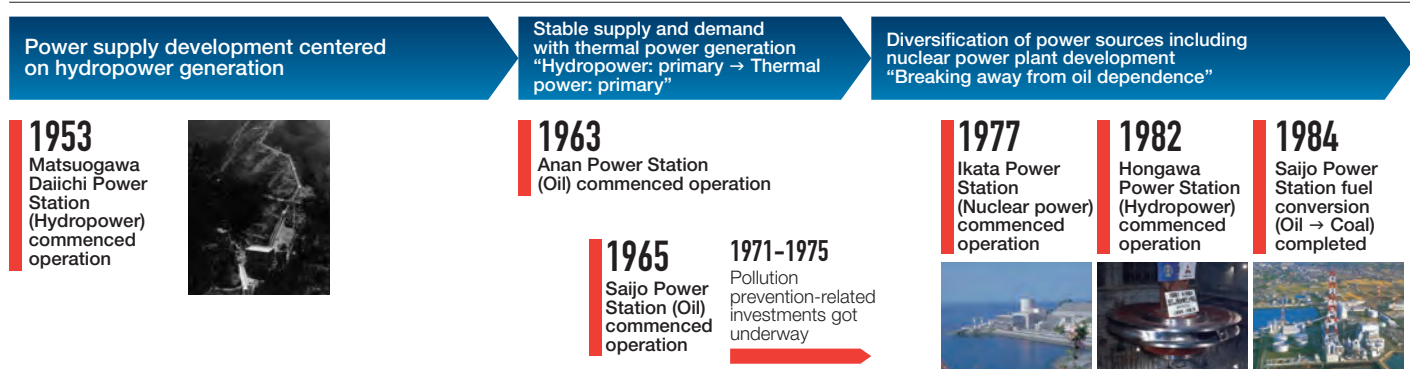 Power supply development centered
on hydropower generation
Stable supply and demand
with thermal power generation
“Hydropower: primary → Thermal
power: primary”
Diversification of power sources including
nuclear power plant development
“Breaking away from oil dependence”
1953
Matsuogawa
Daiichi Power
Station
(Hydropower)
commenced
operation
1963
Anan Power Station
(Oil) commenced operation
1965
Saijo Power
Station (Oil)
commenced
operation
1971–1975
Pollution
prevention-related
investments got
underway
1977
Ikata Power
Station
(Nuclear power)
commenced
operation
1982
Hongawa
Power Station
(Hydropower)
commenced
operation
1984
Saijo Power
Station fuel
conversion
(Oil → Coal)
completed